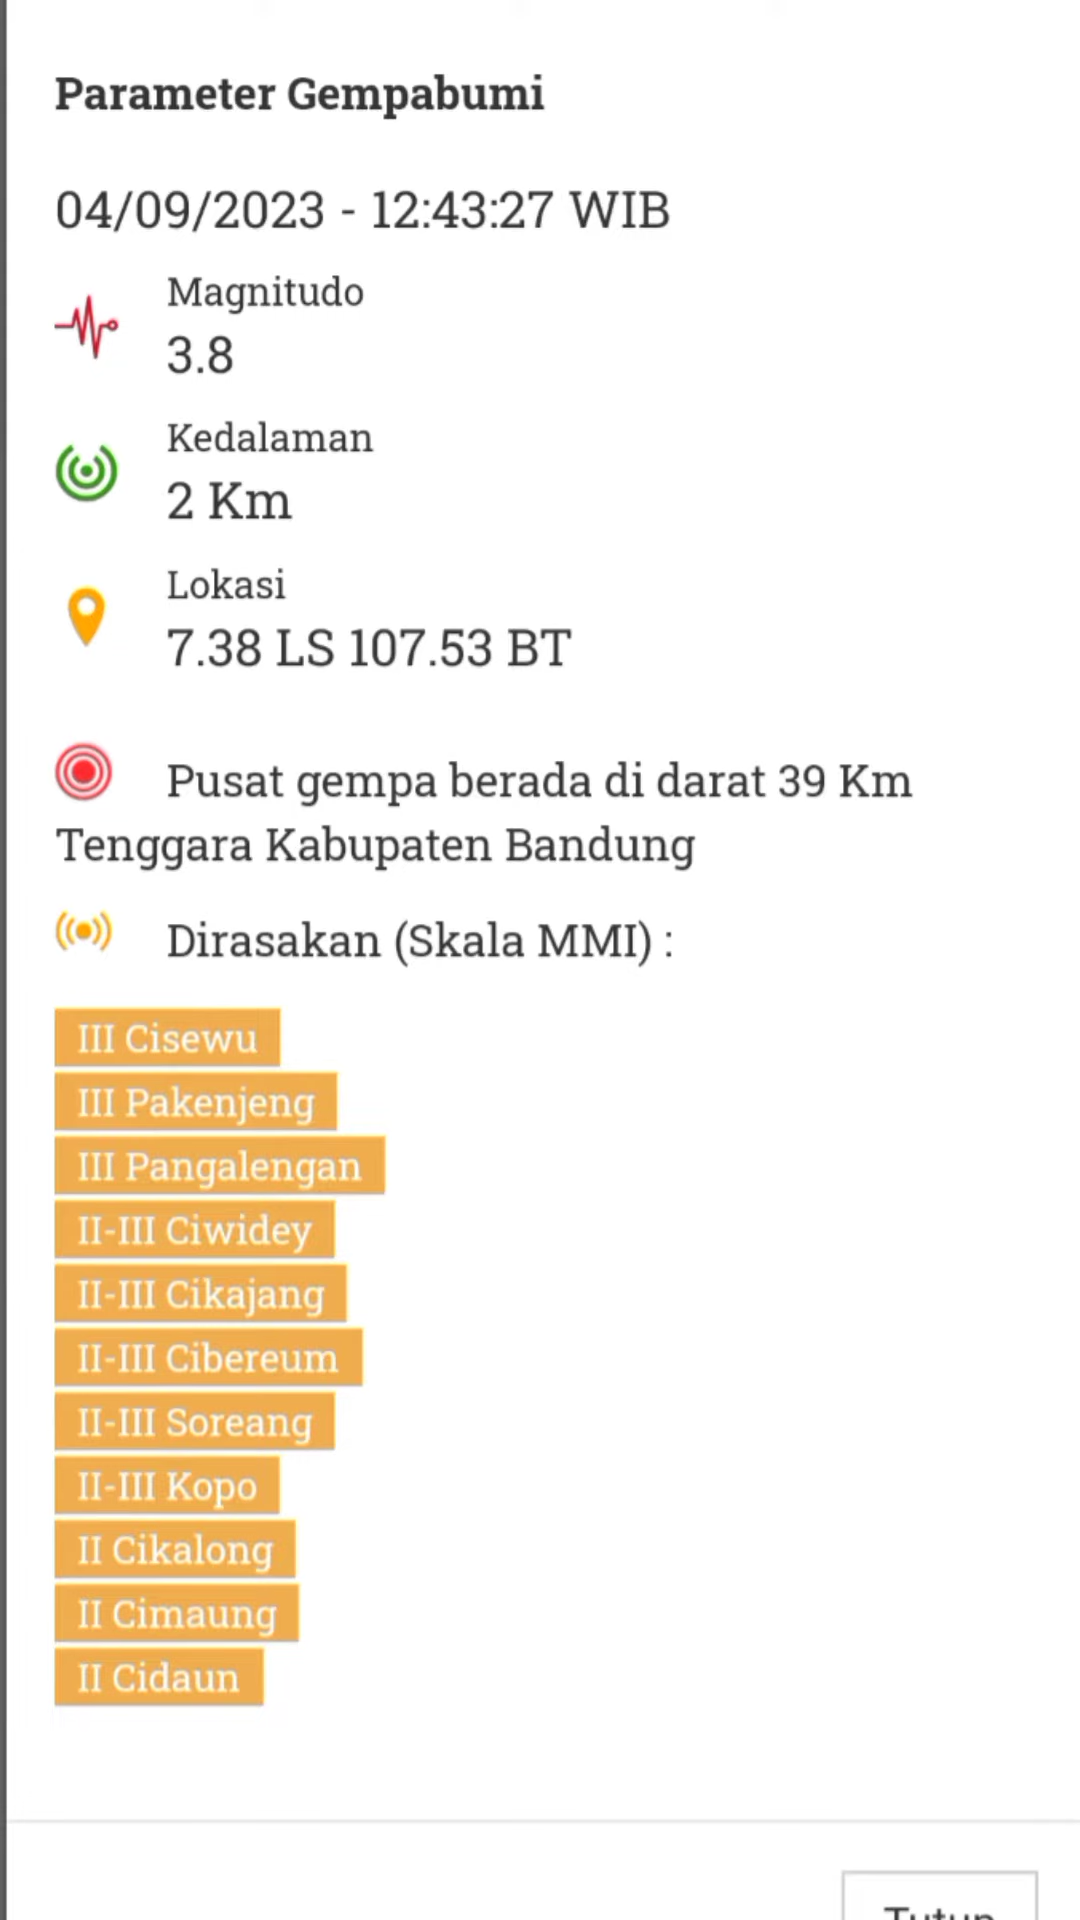 Parameter Gempabumi
04/09/2023 - 12:43:27 WIB
Magnitudo
3.8
Kedalaman
2 Km
Lokasi
7.38 LS 107.53 BT
Pusat gempa berada di darat 39 Km
Tenggara Kabupaten Bandung
Dirasakan (Skala MMI) :
III Cisewu
III Pakenjeng
III Pangalengan
II-III Ciwidey
II-III Cikajang
II-III Cibereum
II-III Soreang
II-III Kopo
II Cikalong
II Cimaung
II Cidaun
Tutup